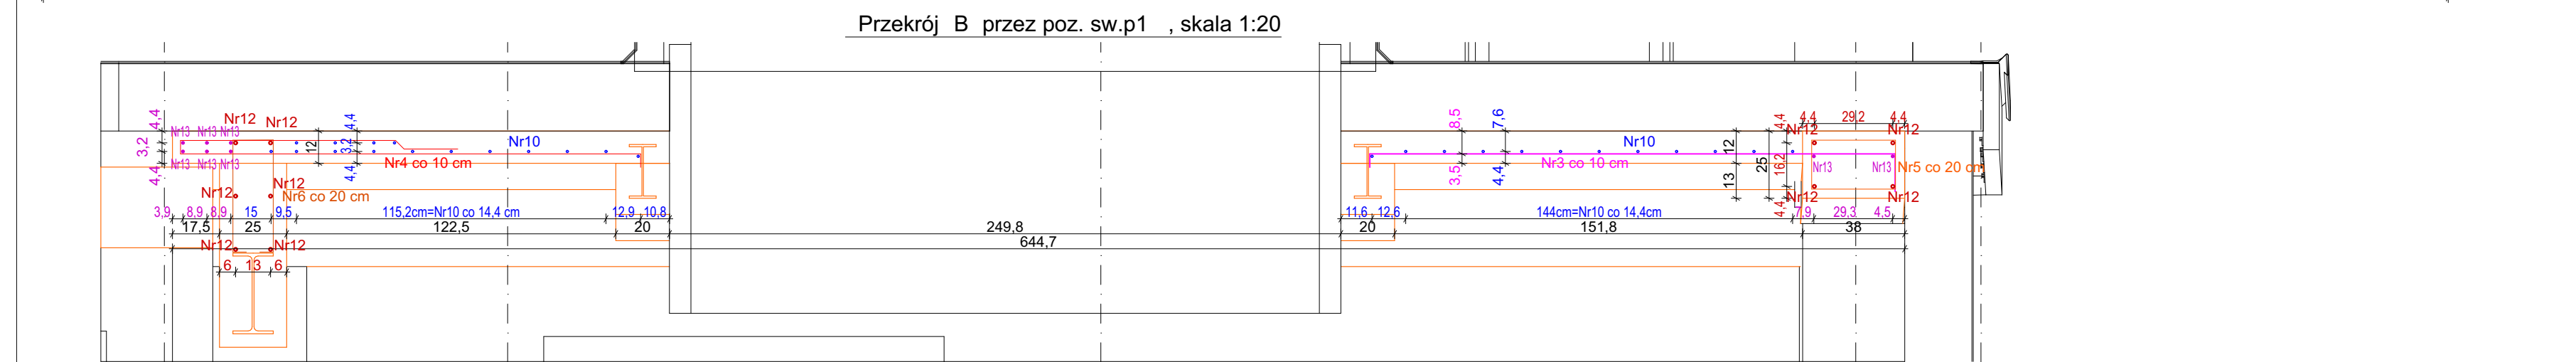 Przekrój B przez poz. sw.p1 , skala 1:20
4,4
3,2
4,4
Nr13 Nr13 Nr13
Nr12 Nr12
12
4,4
3,2
4,4
Nr10
Nr13 Nr13 Nr13
Nr4 co 10 cm
Nr12 Nr12
Nr6 co 20 cm
3,9 8,9 8,9 15 9,5 115,2cm=Nr10 co 14,4 cm 12,9 10,8
17,5 25 122,5 20 249,8 20 151,8 38
644,7
Nr12 Nr12
6 13 6
8,5
3,5
7,6
4,4
Nr10
Nr3 co 10 cm
12
13
25
4,4
16,2
4,4
4,4 29,2 4,4
Nr12 Nr12
Nr13 Nr13 Nr5 co 20 cm
Nr12 Nr12
11,6 12,6 144cm=Nr10 co 14,4cm 7,9 29,3 4,5